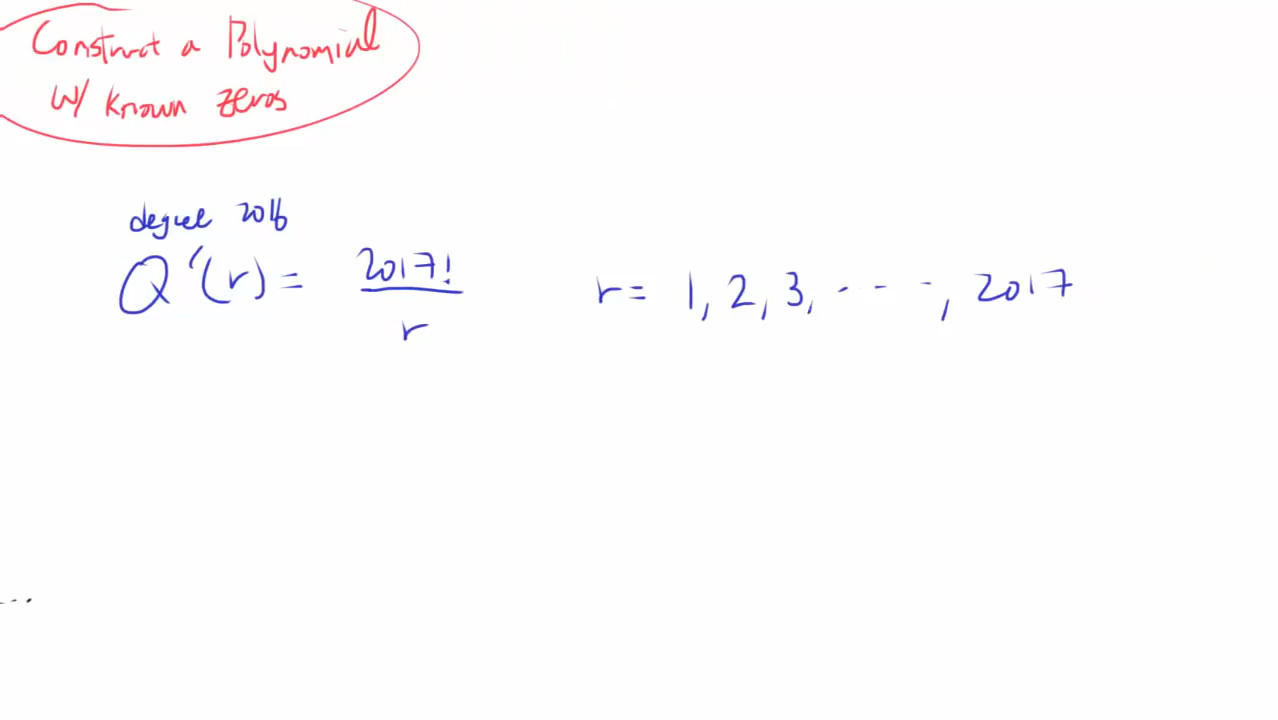 Construct a Polynomial
w/ known zeros
degree 2016
Q'(r) = 2017! / r
r = 1, 2, 3, - - - -, 2017